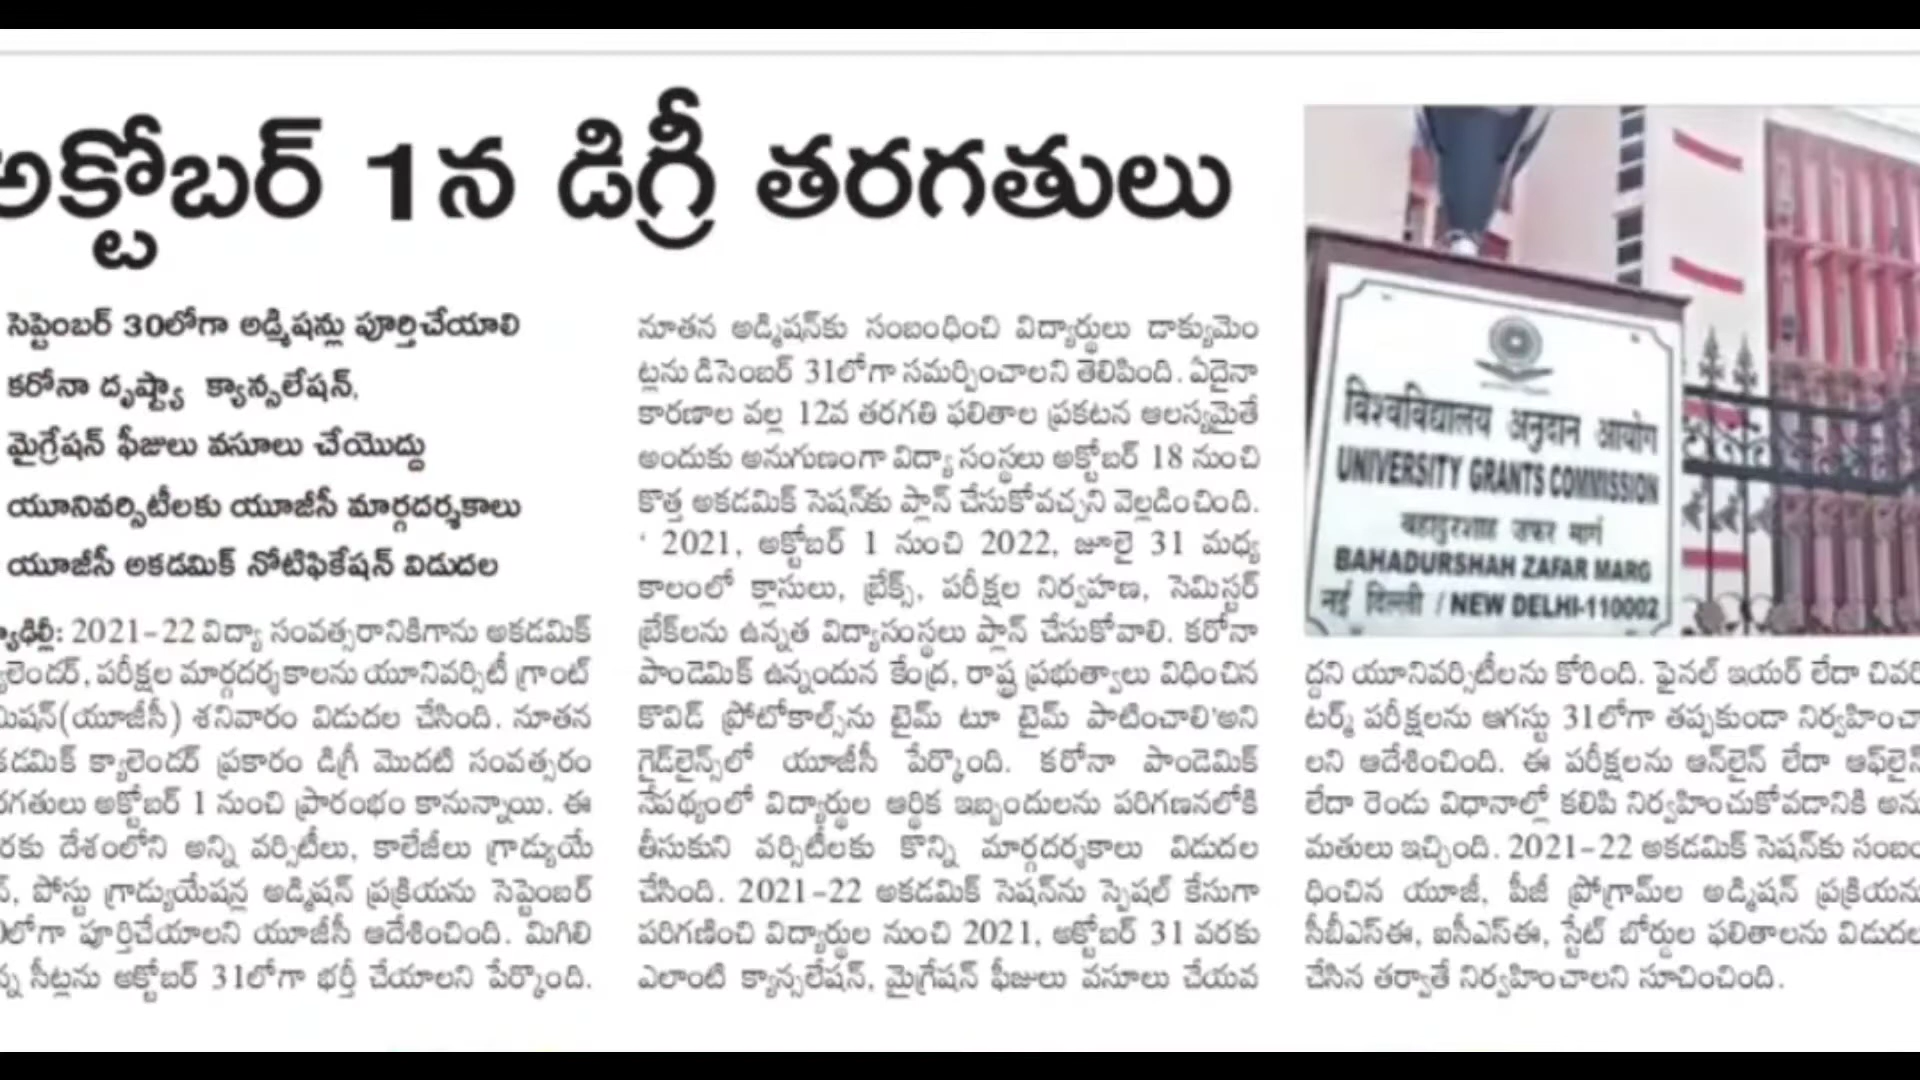 అక్టోబర్ 1న డిగ్రీ తరగతులు
సెప్టెంబర్ 30లోగా అడ్మిషన్లు పూర్తిచేయాలి
కరోనా దృష్ట్యా క్యాన్సలేషన్,
మైగ్రేషన్ ఫీజులు వసూలు చేయొద్దు
యూనివర్సిటీలకు యూజీసీ మార్గదర్శకాలు
యూజీసీ అకడమిక్ నోటిఫికేషన్ విడుదల
2021-22 విద్యా సంవత్సరానికిగాను అకడమిక్
పరీక్షల మార్గదర్శకాలను యూనివర్సిటీ గ్రాంట్
(యూజీసీ) శనివారం విడుదల చేసింది. నూతన
క్యాలెండర్ ప్రకారం డిగ్రీ మొదటి సంవత్సరం
అక్టోబర్ 1 నుంచి ప్రారంభం కానున్నాయి. ఈ
దేశంలోని అన్ని వర్సిటీలు, కాలేజీలు గ్రాడ్యుయే
పోస్టు గ్రాడ్యుయేషన్ల అడ్మిషన్ ప్రక్రియను సెప్టెంబర్
పూర్తిచేయాలని యూజీసీ ఆదేశించింది. మిగిలి
సీట్లను అక్టోబర్ 31లోగా భర్తీ చేయాలని పేర్కొంది.
నూతన అడ్మిషన్‌కు సంబంధించి విద్యార్థులు డాక్యుమెం
ట్లను డిసెంబర్ 31లోగా సమర్పించాలని తెలిపింది. ఏదైనా
కారణాల వల్ల 12వ తరగతి ఫలితాల ప్రకటన ఆలస్యమైతే
అందుకు అనుగుణంగా విద్యా సంస్థలు అక్టోబర్ 18 నుంచి
కొత్త అకడమిక్ సెషన్‌కు ప్లాన్ చేసుకోవచ్చని వెల్లడించింది.
' 2021, అక్టోబర్ 1 నుంచి 2022, జూలై 31 మధ్య
కాలంలో క్లాసులు, బ్రేక్స్, పరీక్షల నిర్వహణ, సెమిస్టర్
బ్రేక్‌లను ఉన్నత విద్యాసంస్థలు ప్లాన్ చేసుకోవాలి. కరోనా
పాండెమిక్ ఉన్నందున కేంద్ర, రాష్ట్ర ప్రభుత్వాలు విధించిన
కొవిడ్ ప్రోటోకాల్స్‌ను టైమ్ టూ టైమ్ పాటించాలి'అని
గైడ్‌లైన్స్‌లో యూజీసీ పేర్కొంది. కరోనా పాండెమిక్
నేపథ్యంలో విద్యార్థుల ఆర్థిక ఇబ్బందులను పరిగణనలోకి
తీసుకుని వర్సిటీలకు కొన్ని మార్గదర్శకాలు విడుదల
చేసింది. 2021-22 అకడమిక్ సెషన్‌ను స్పెషల్ కేసుగా
పరిగణించి విద్యార్థుల నుంచి 2021, అక్టోబర్ 31 వరకు
ఎలాంటి క్యాన్సలేషన్, మైగ్రేషన్ ఫీజులు వసూలు చేయవ
विश्वविद्यालय अनुदान आयोग
UNIVERSITY GRANTS COMMISSION
बहादुरशाह जफर मार्ग
BAHADURSHAH ZAFAR MARG
नई दिल्ली / NEW DELHI-110002
ద్దని యూనివర్సిటీలను కోరింది. ఫైనల్ ఇయర్ లేదా చివరి
టర్మ్ పరీక్షలను ఆగస్టు 31లోగా తప్పకుండా నిర్వహించా
లని ఆదేశించింది. ఈ పరీక్షలను ఆన్‌లైన్ లేదా ఆఫ్‌లైన్
లేదా రెండు విధానాల్లో కలిపి నిర్వహించుకోవడానికి అను
మతులు ఇచ్చింది. 2021-22 అకడమిక్ సెషన్‌కు సంబం
ధించిన యూజీ, పీజీ ప్రోగ్రామ్‌ల అడ్మిషన్ ప్రక్రియను
సీబీఎస్ఈ, ఐసీఎస్ఈ, స్టేట్ బోర్డుల ఫలితాలను విడుదల
చేసిన తర్వాతే నిర్వహించాలని సూచించింది.